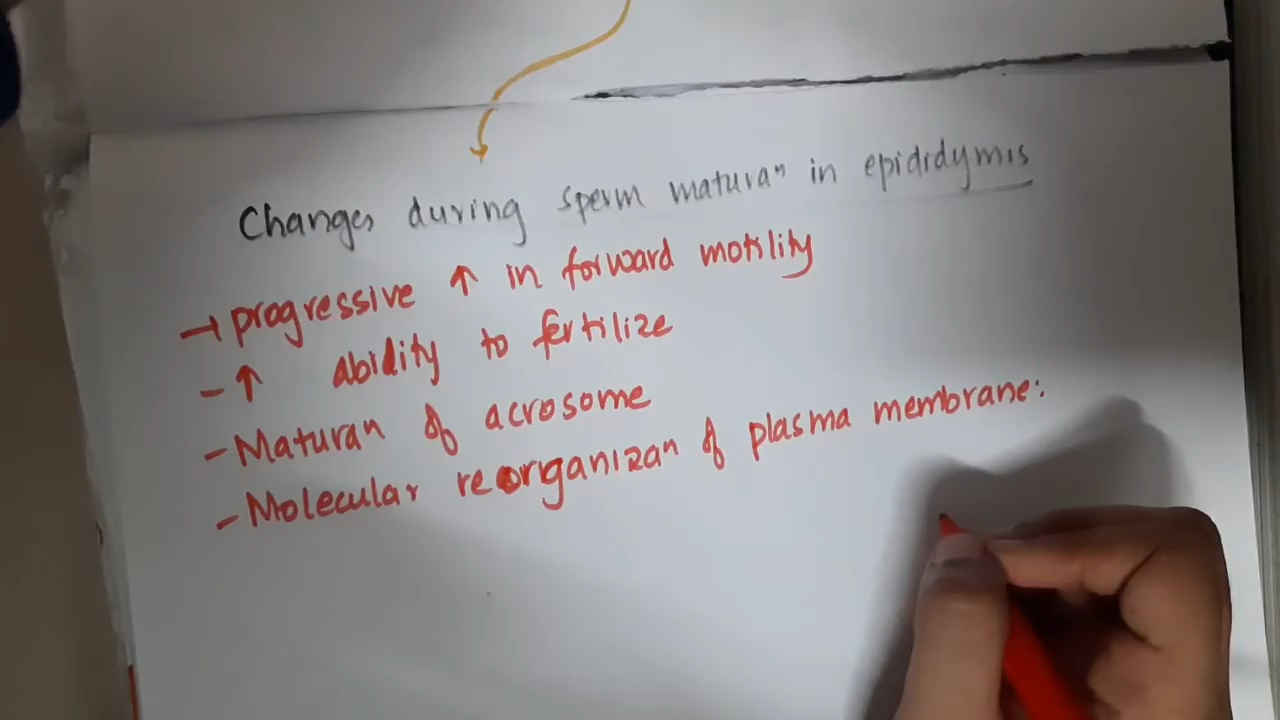 Changes during sperm maturaⁿ in epididymis
→ progressive ↑ in forward motility
- ↑ ability to fertilize
- Maturaⁿ of acrosome
- Molecular reorganizaⁿ of plasma membrane: